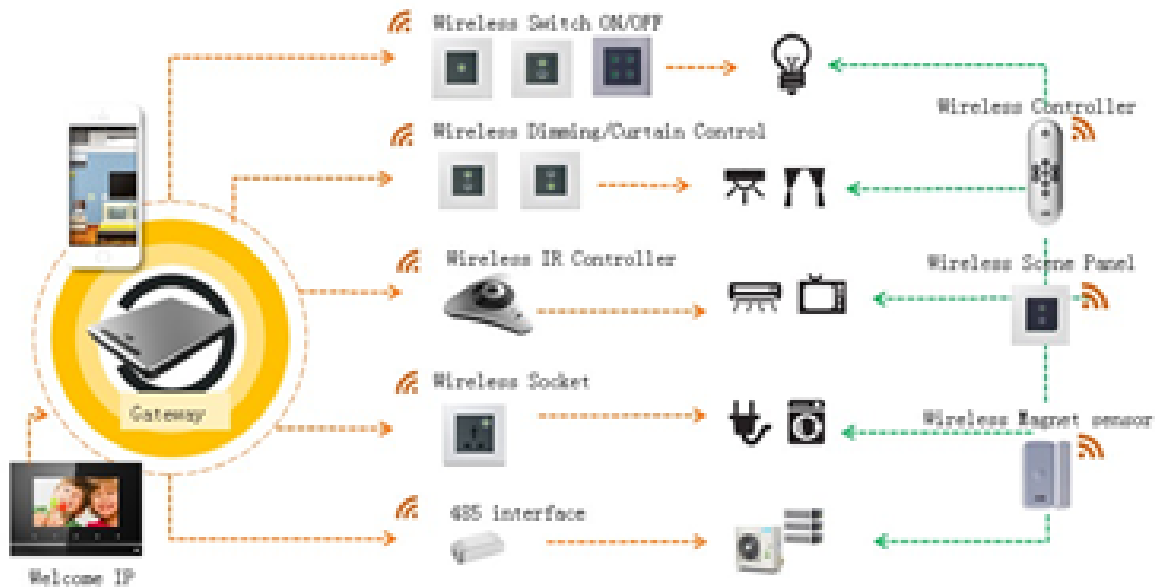 Wireless Switch ON/OFF
Wireless Controller
Wireless Dimming/Curtain Control
Wireless IR Controller
Wireless Scene Panel
Gateway
Wireless Socket
Wireless Magnet sensor
485 interface
Welcome IP